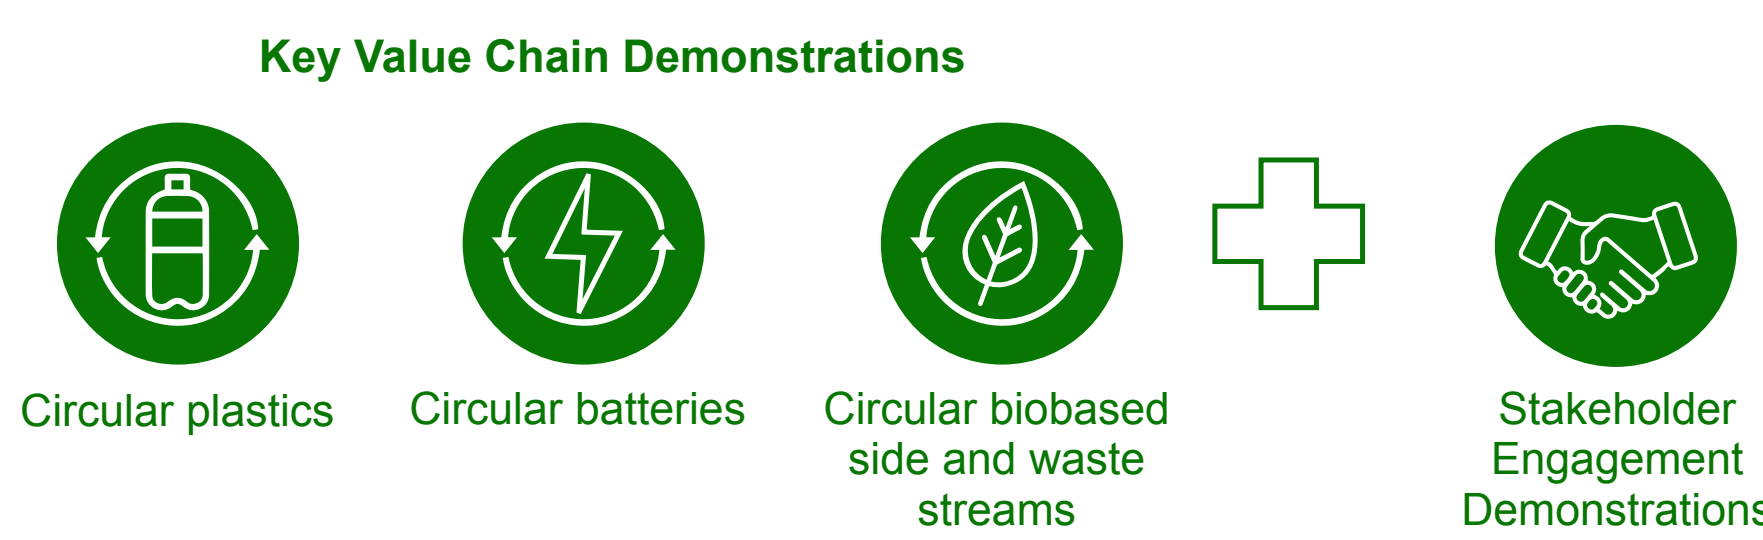 Key Value Chain Demonstrations
Circular plastics
Circular batteries
Circular biobased
side and waste
streams
Stakeholder
Engagement
Demonstrations